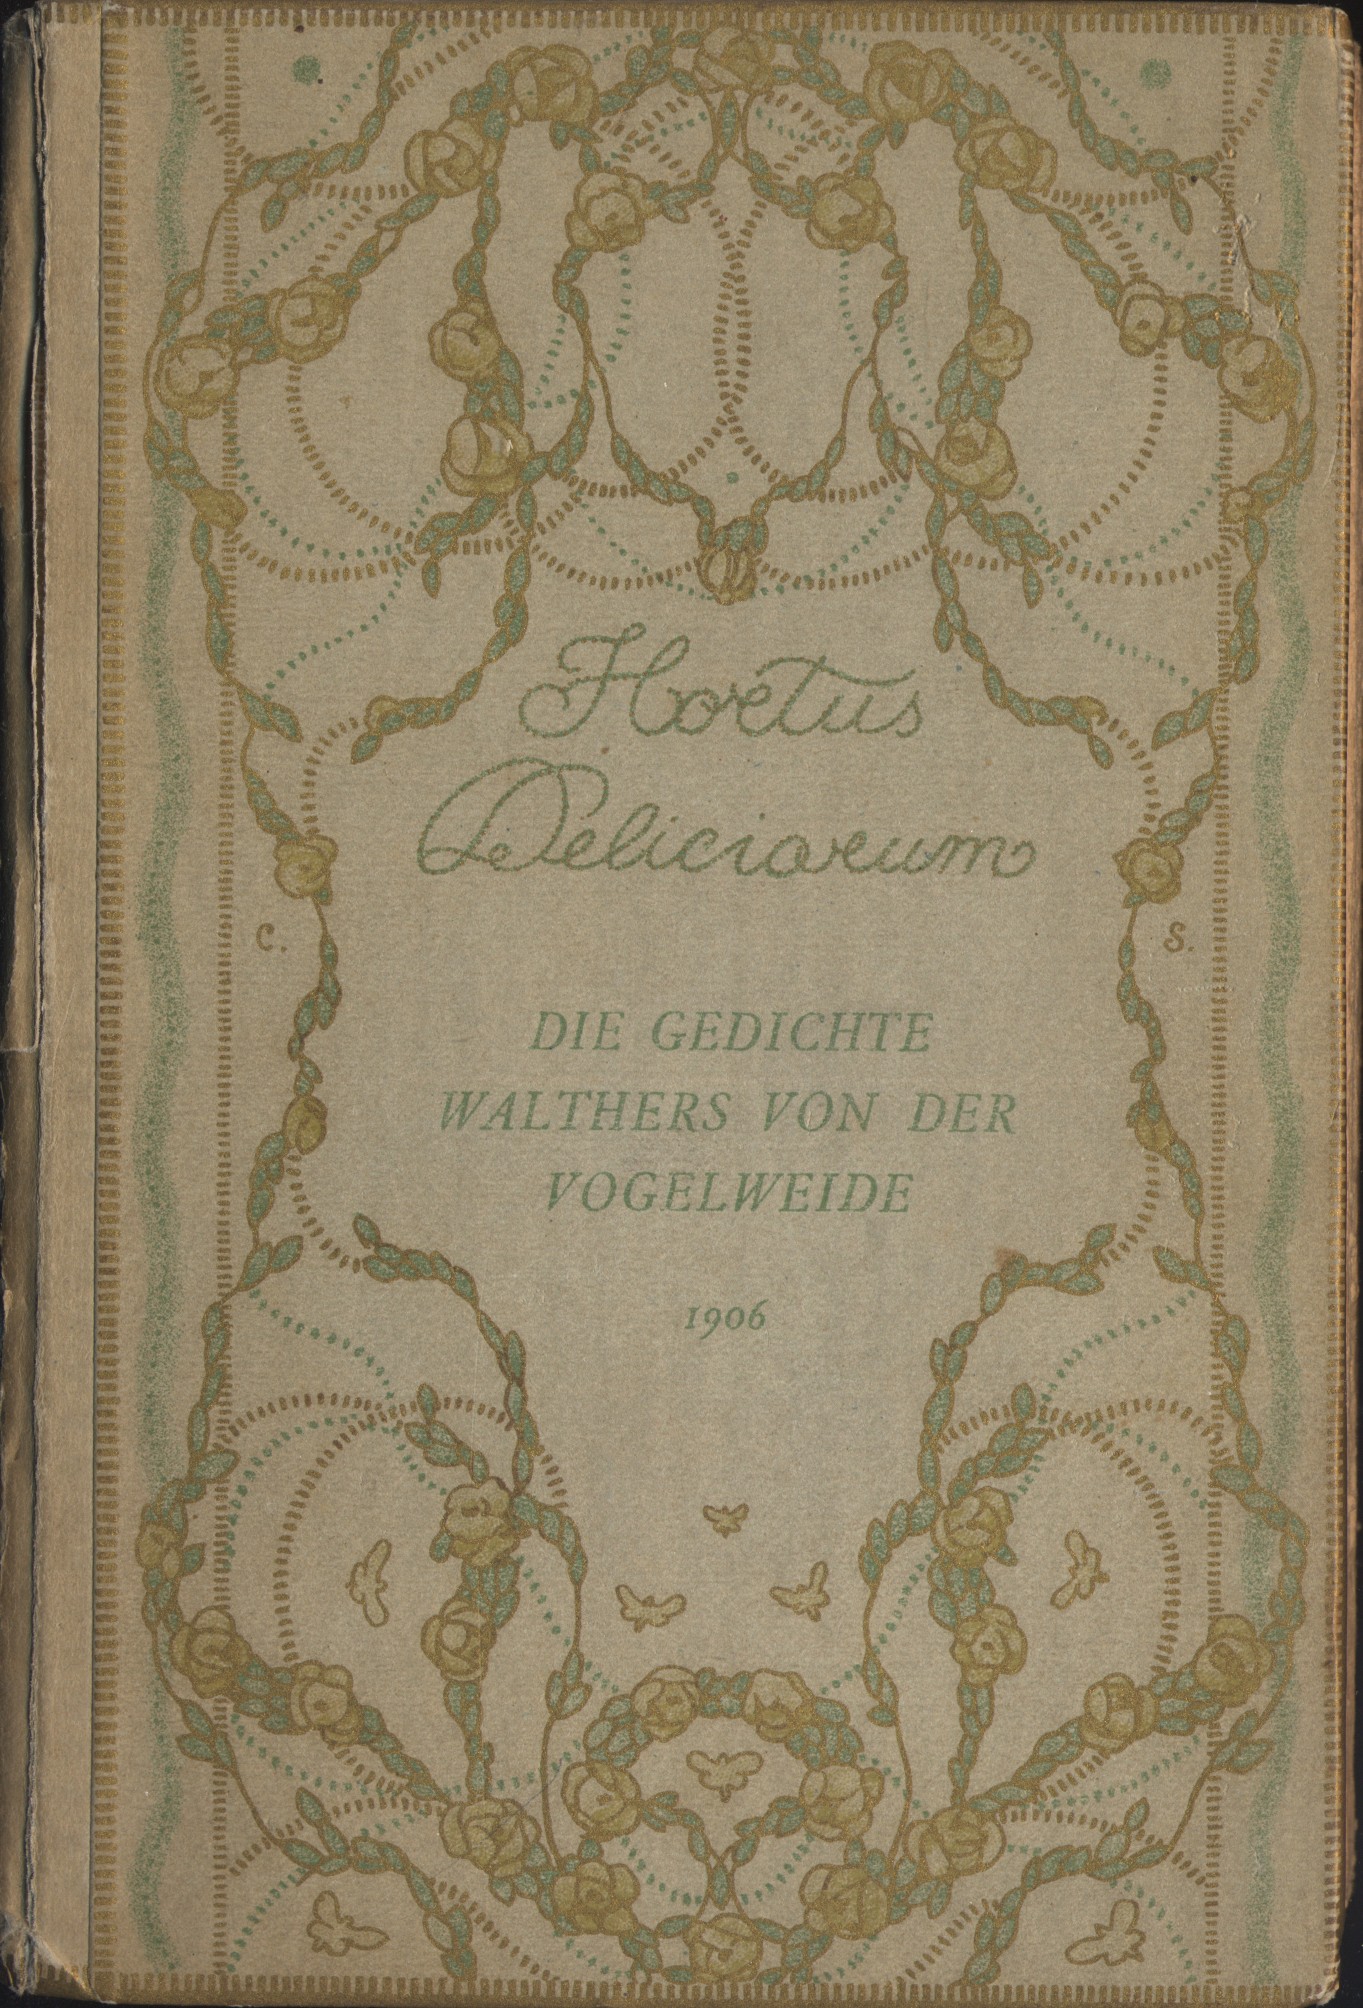 Hortus
Deliciarum
C.
S.
DIE GEDICHTE
WALTHERS VON DER
VOGELWEIDE
1906